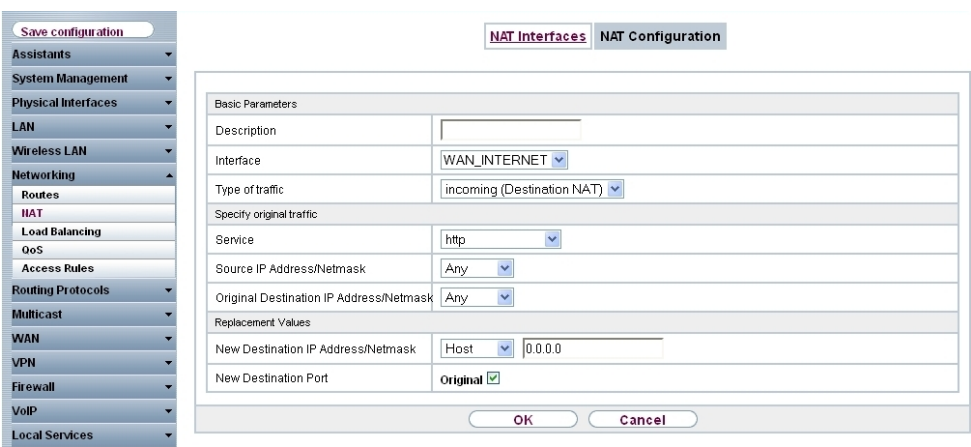 Save configuration
Assistants
System Management
Physical Interfaces
LAN
Wireless LAN
Networking
Routes
NAT
Load Balancing
QoS
Access Rules
Routing Protocols
Multicast
WAN
VPN
Firewall
VoIP
Local Services
NAT Interfaces NAT Configuration
Basic Parameters
Description
Interface WAN_INTERNET
Type of traffic incoming (Destination NAT)
Specify original traffic
Service http
Source IP Address/Netmask Any
Original Destination IP Address/Netmask Any
Replacement Values
New Destination IP Address/Netmask Host 0.0.0.0
New Destination Port Original
OK Cancel